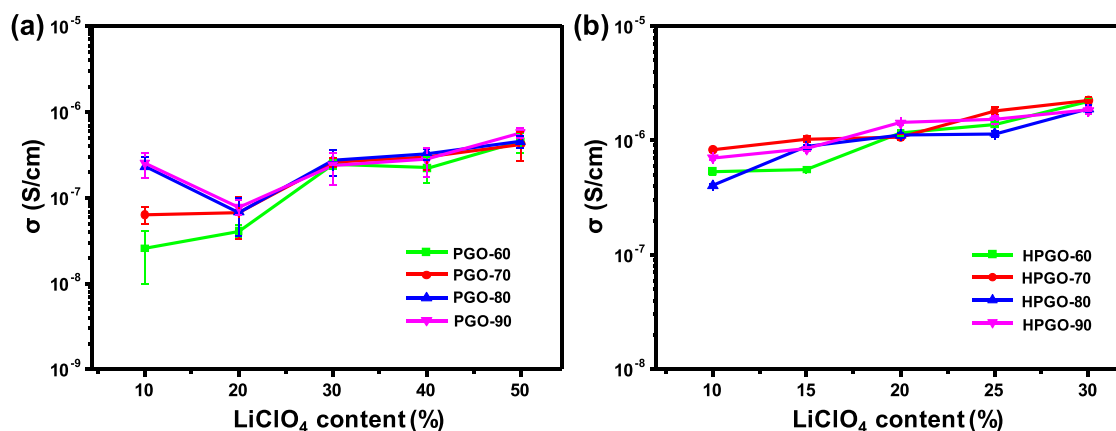 (a)
σ (S/cm)
10⁻⁵
10⁻⁶
10⁻⁷
10⁻⁸
10⁻⁹
PGO-60
PGO-70
PGO-80
PGO-90
10 20 30 40 50
LiClO₄ content (%)
(b)
σ (S/cm)
10⁻⁵
10⁻⁶
10⁻⁷
10⁻⁸
HPGO-60
HPGO-70
HPGO-80
HPGO-90
10 15 20 25 30
LiClO₄ content (%)